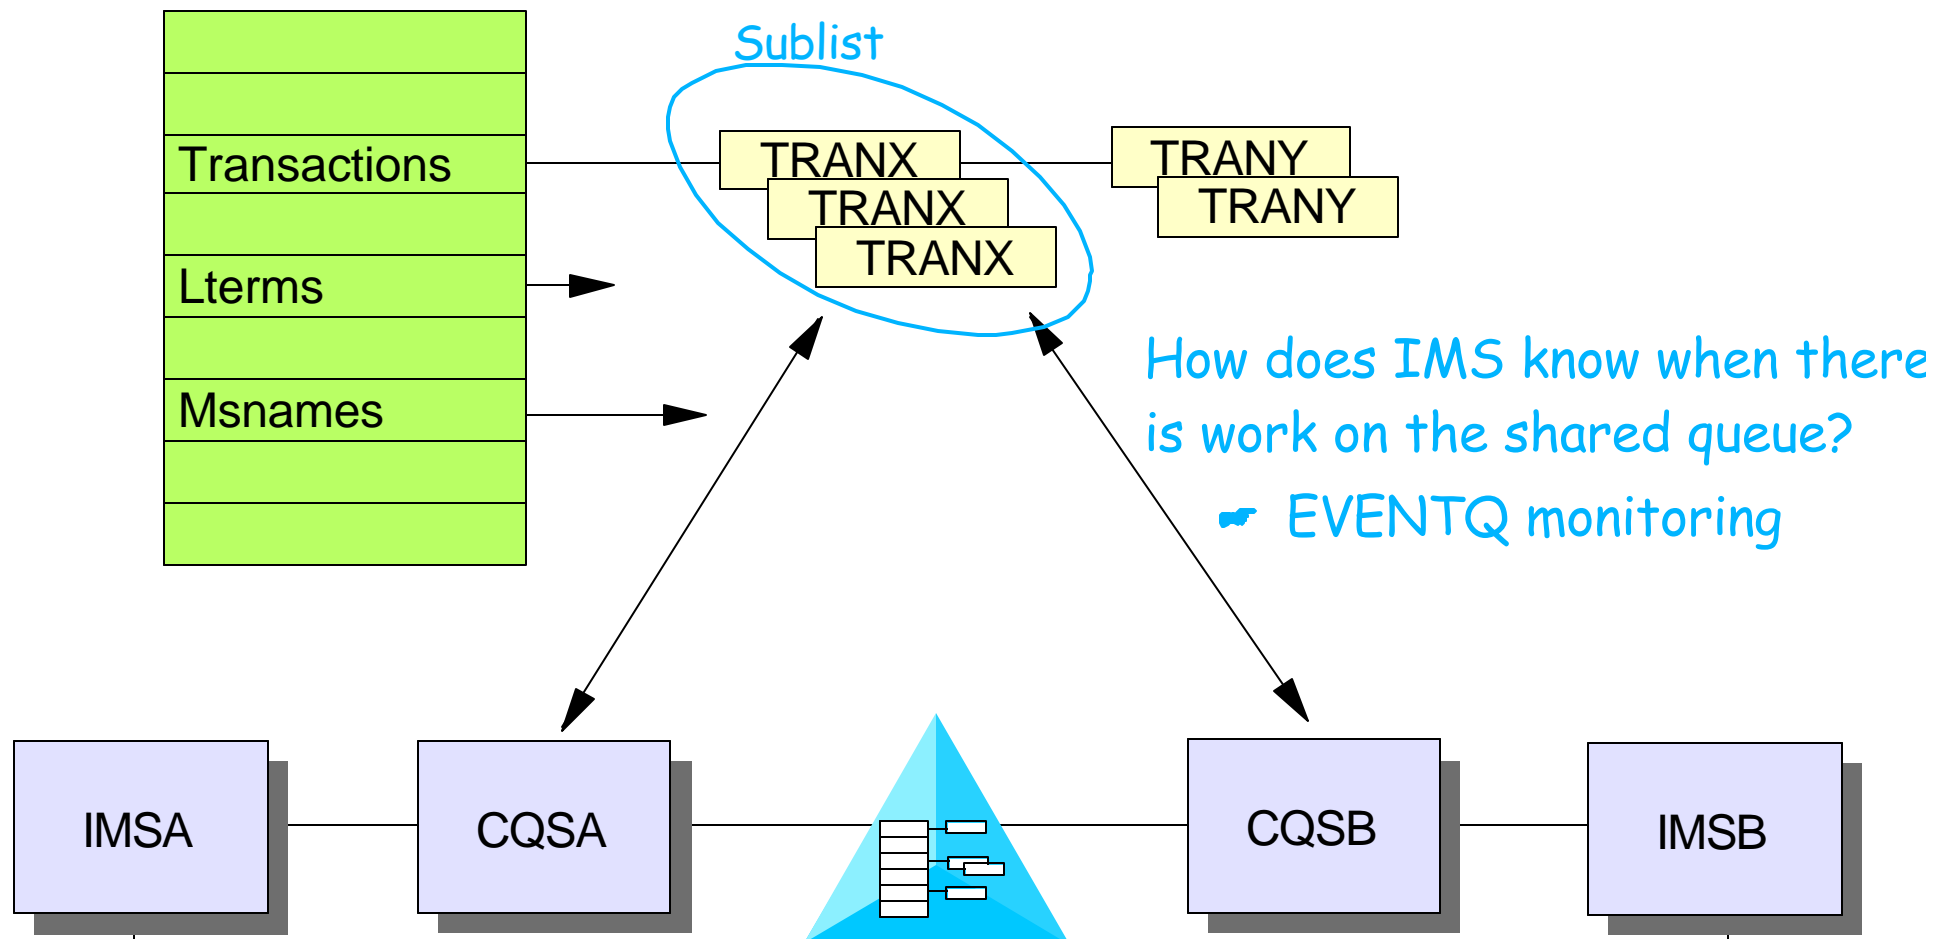 Sublist
Transactions
TRANX
TRANX
TRANX
TRANY
TRANY
Lterms
Msnames
How does IMS know when there
is work on the shared queue?
EVENTQ monitoring
IMSA
CQSA
CQSB
IMSB